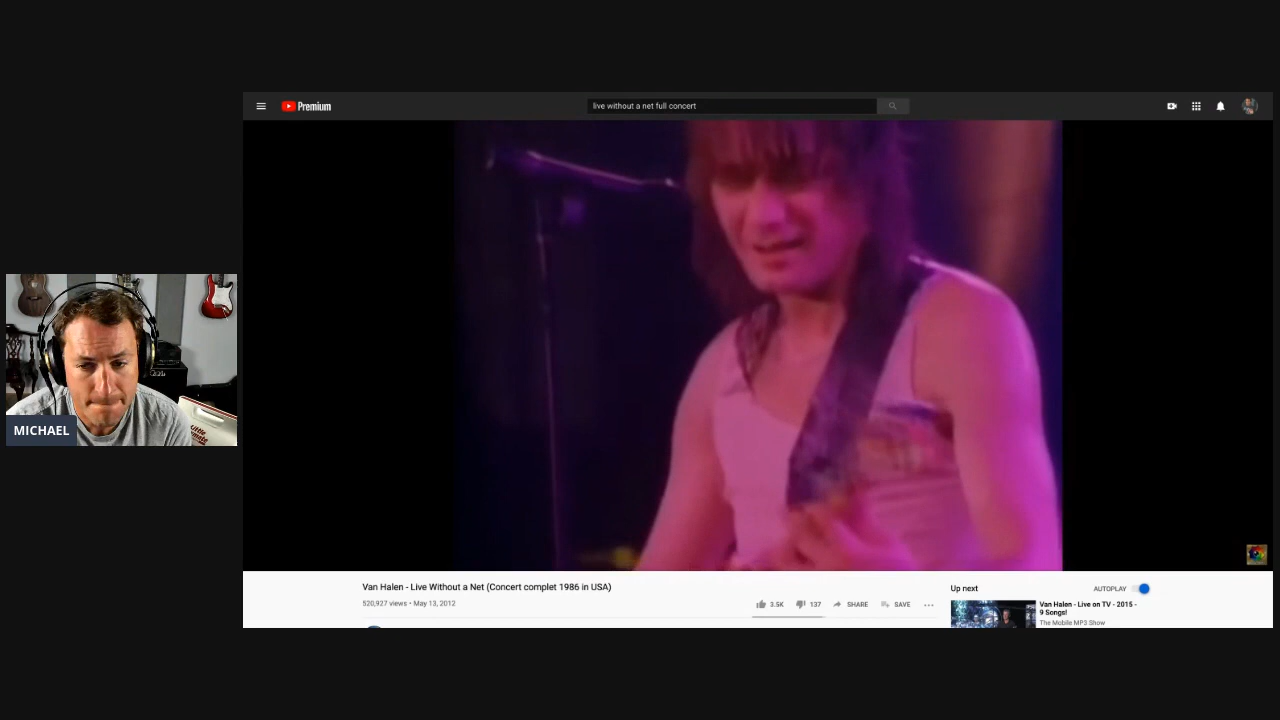 Premium
live without a net full concert
MICHAEL
Van Halen - Live Without a Net (Concert complet 1986 in USA)
520,927 views • May 13, 2012
3.5K
137
SHARE
SAVE
Up next
AUTOPLAY
Van Halen - Live on TV - 2015 -
9 Songs!
The Mobile MP3 Show